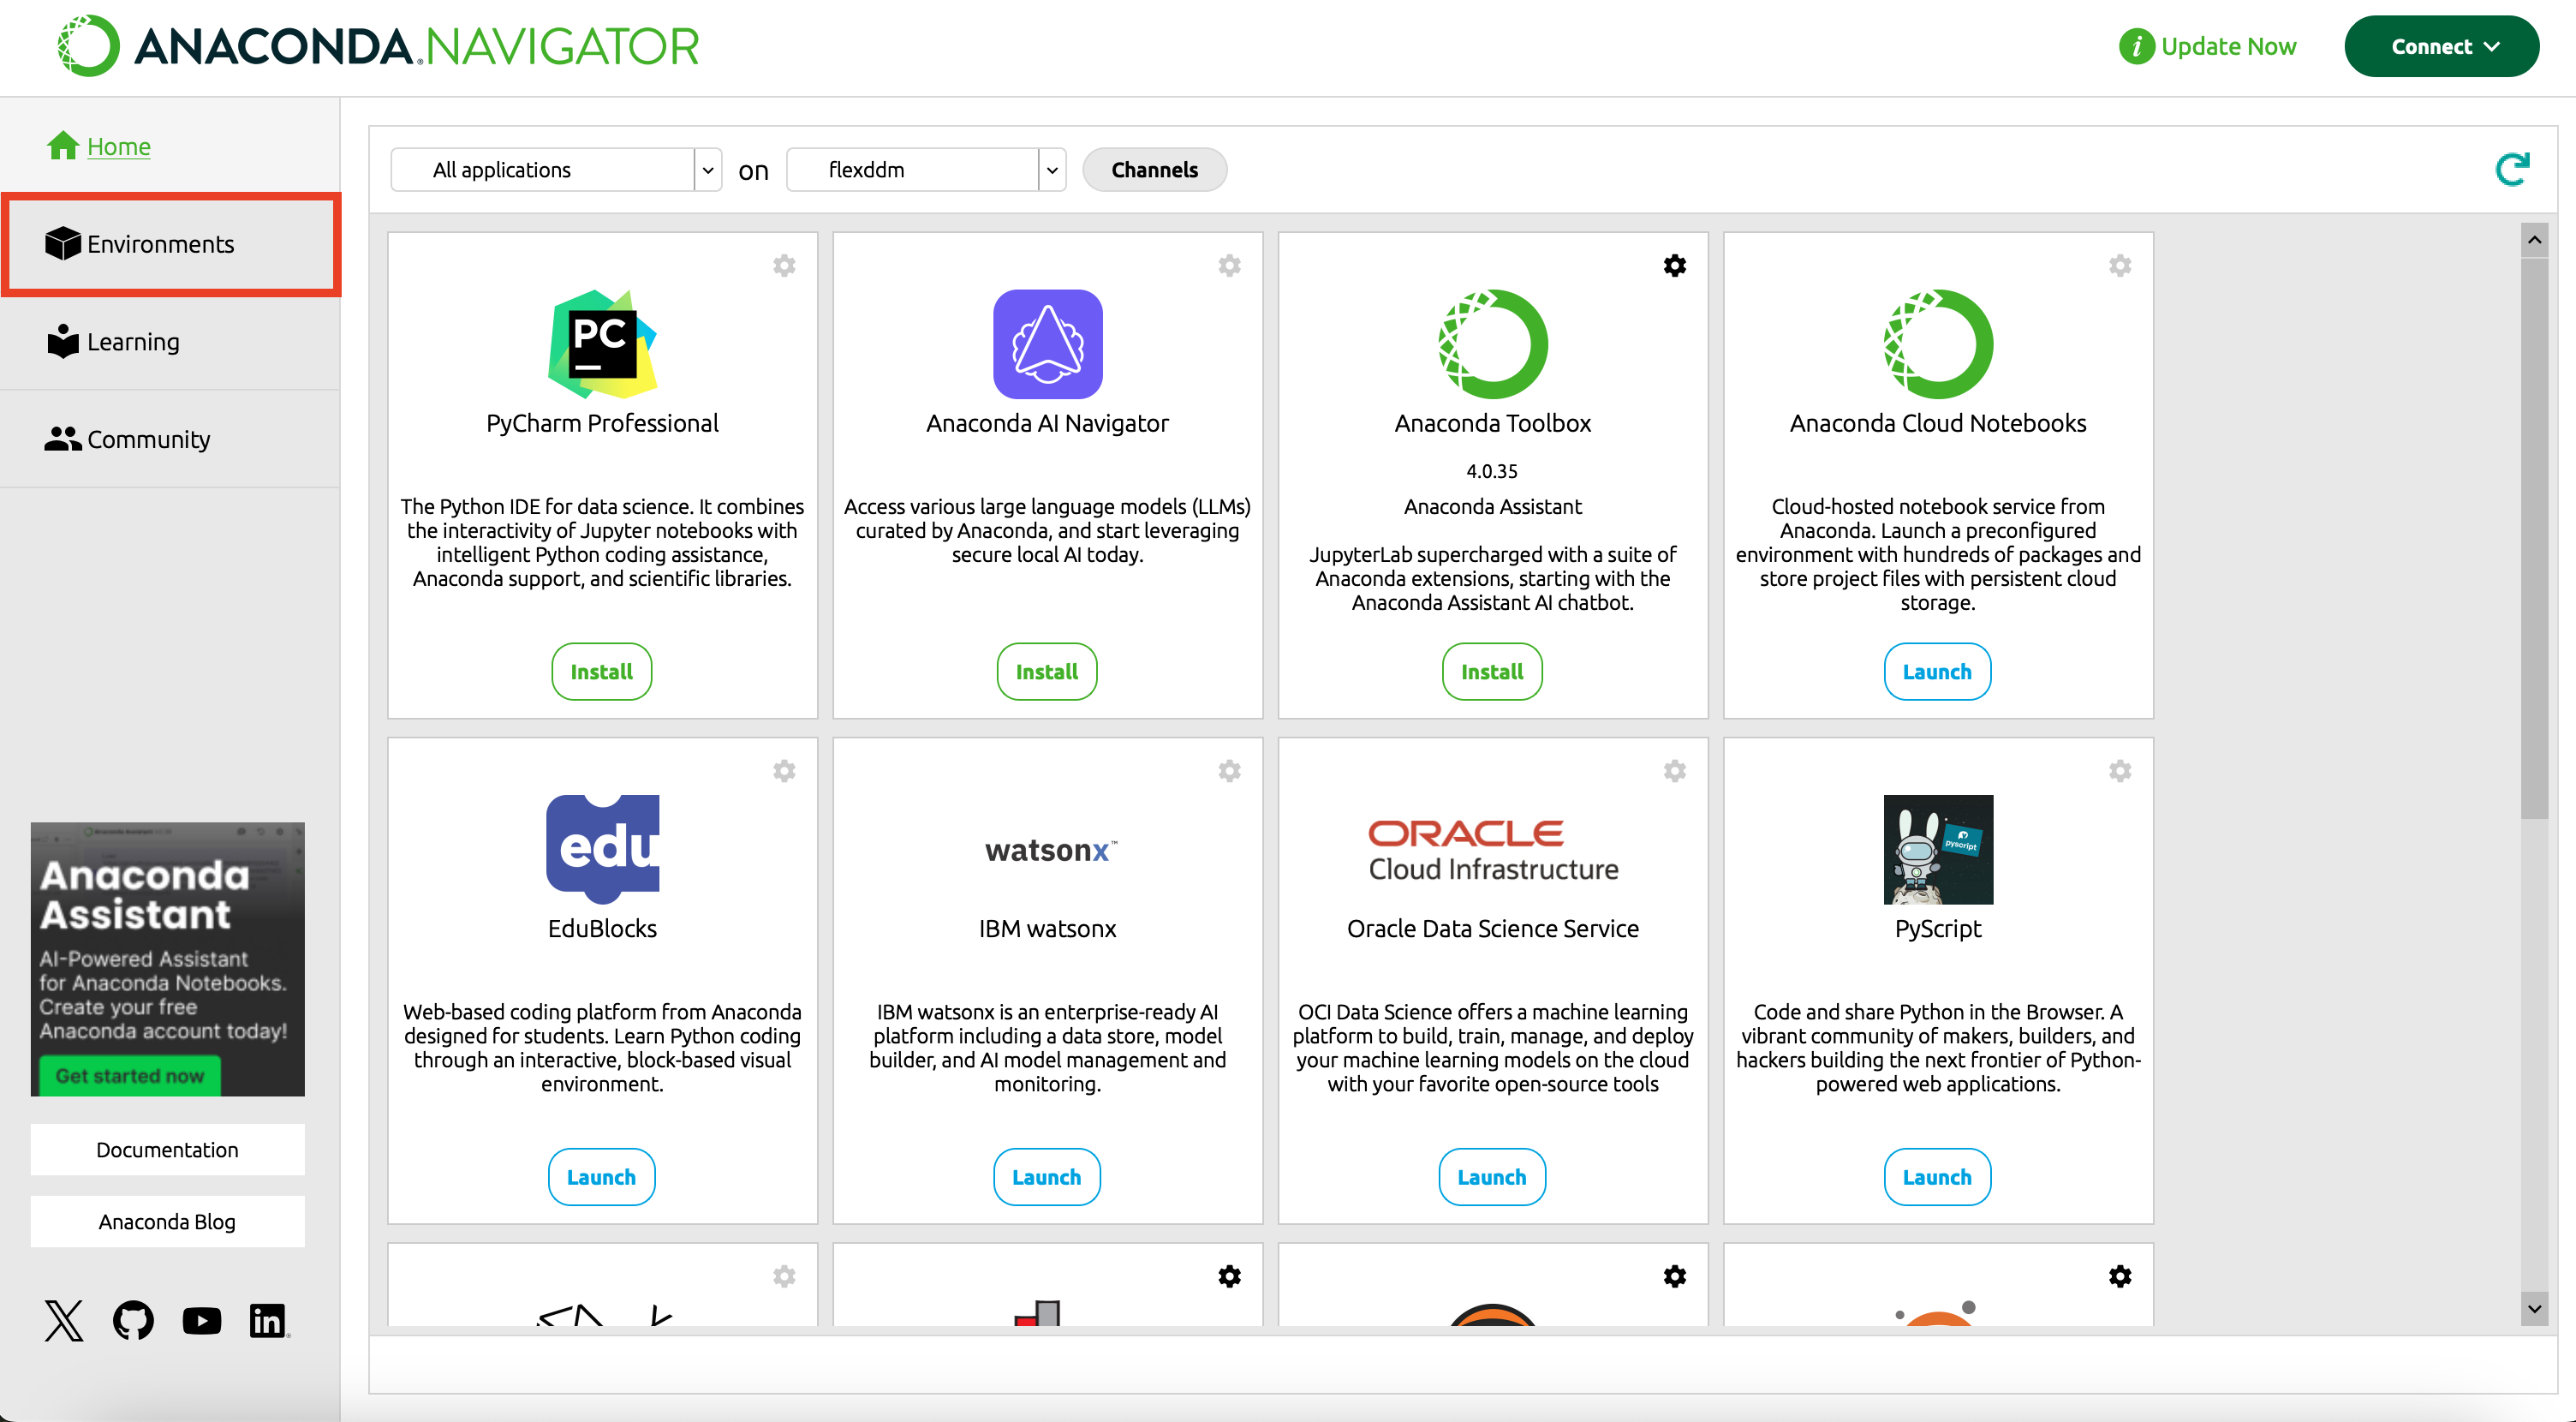 ANACONDA.NAVIGATOR
i Update Now
Connect
Home
Environments
Learning
Community
All applications on flexddm Channels
PC
PyCharm Professional
The Python IDE for data science. It combines
the interactivity of Jupyter notebooks with
intelligent Python coding assistance,
Anaconda support, and scientific libraries.
Install
Anaconda AI Navigator
Access various large language models (LLMs)
curated by Anaconda, and start leveraging
secure local AI today.
Install
Anaconda Toolbox
4.0.35
Anaconda Assistant
JupyterLab supercharged with a suite of
Anaconda extensions, starting with the
Anaconda Assistant AI chatbot.
Install
Anaconda Cloud Notebooks
Cloud-hosted notebook service from
Anaconda. Launch a preconfigured
environment with hundreds of packages and
store project files with persistent cloud
storage.
Launch
edu
EduBlocks
Web-based coding platform from Anaconda
designed for students. Learn Python coding
through an interactive, block-based visual
environment.
Launch
watsonx™
IBM watsonx
IBM watsonx is an enterprise-ready AI
platform including a data store, model
builder, and AI model management and
monitoring.
Launch
ORACLE
Cloud Infrastructure
Oracle Data Science Service
OCI Data Science offers a machine learning
platform to build, train, manage, and deploy
your machine learning models on the cloud
with your favorite open-source tools
Launch
pyscript
PyScript
Code and share Python in the Browser. A
vibrant community of makers, builders, and
hackers building the next frontier of Python-
powered web applications.
Launch
Anaconda
Assistant
AI-Powered Assistant
for Anaconda Notebooks.
Create your free
Anaconda account today!
Get started now
Documentation
Anaconda Blog
in